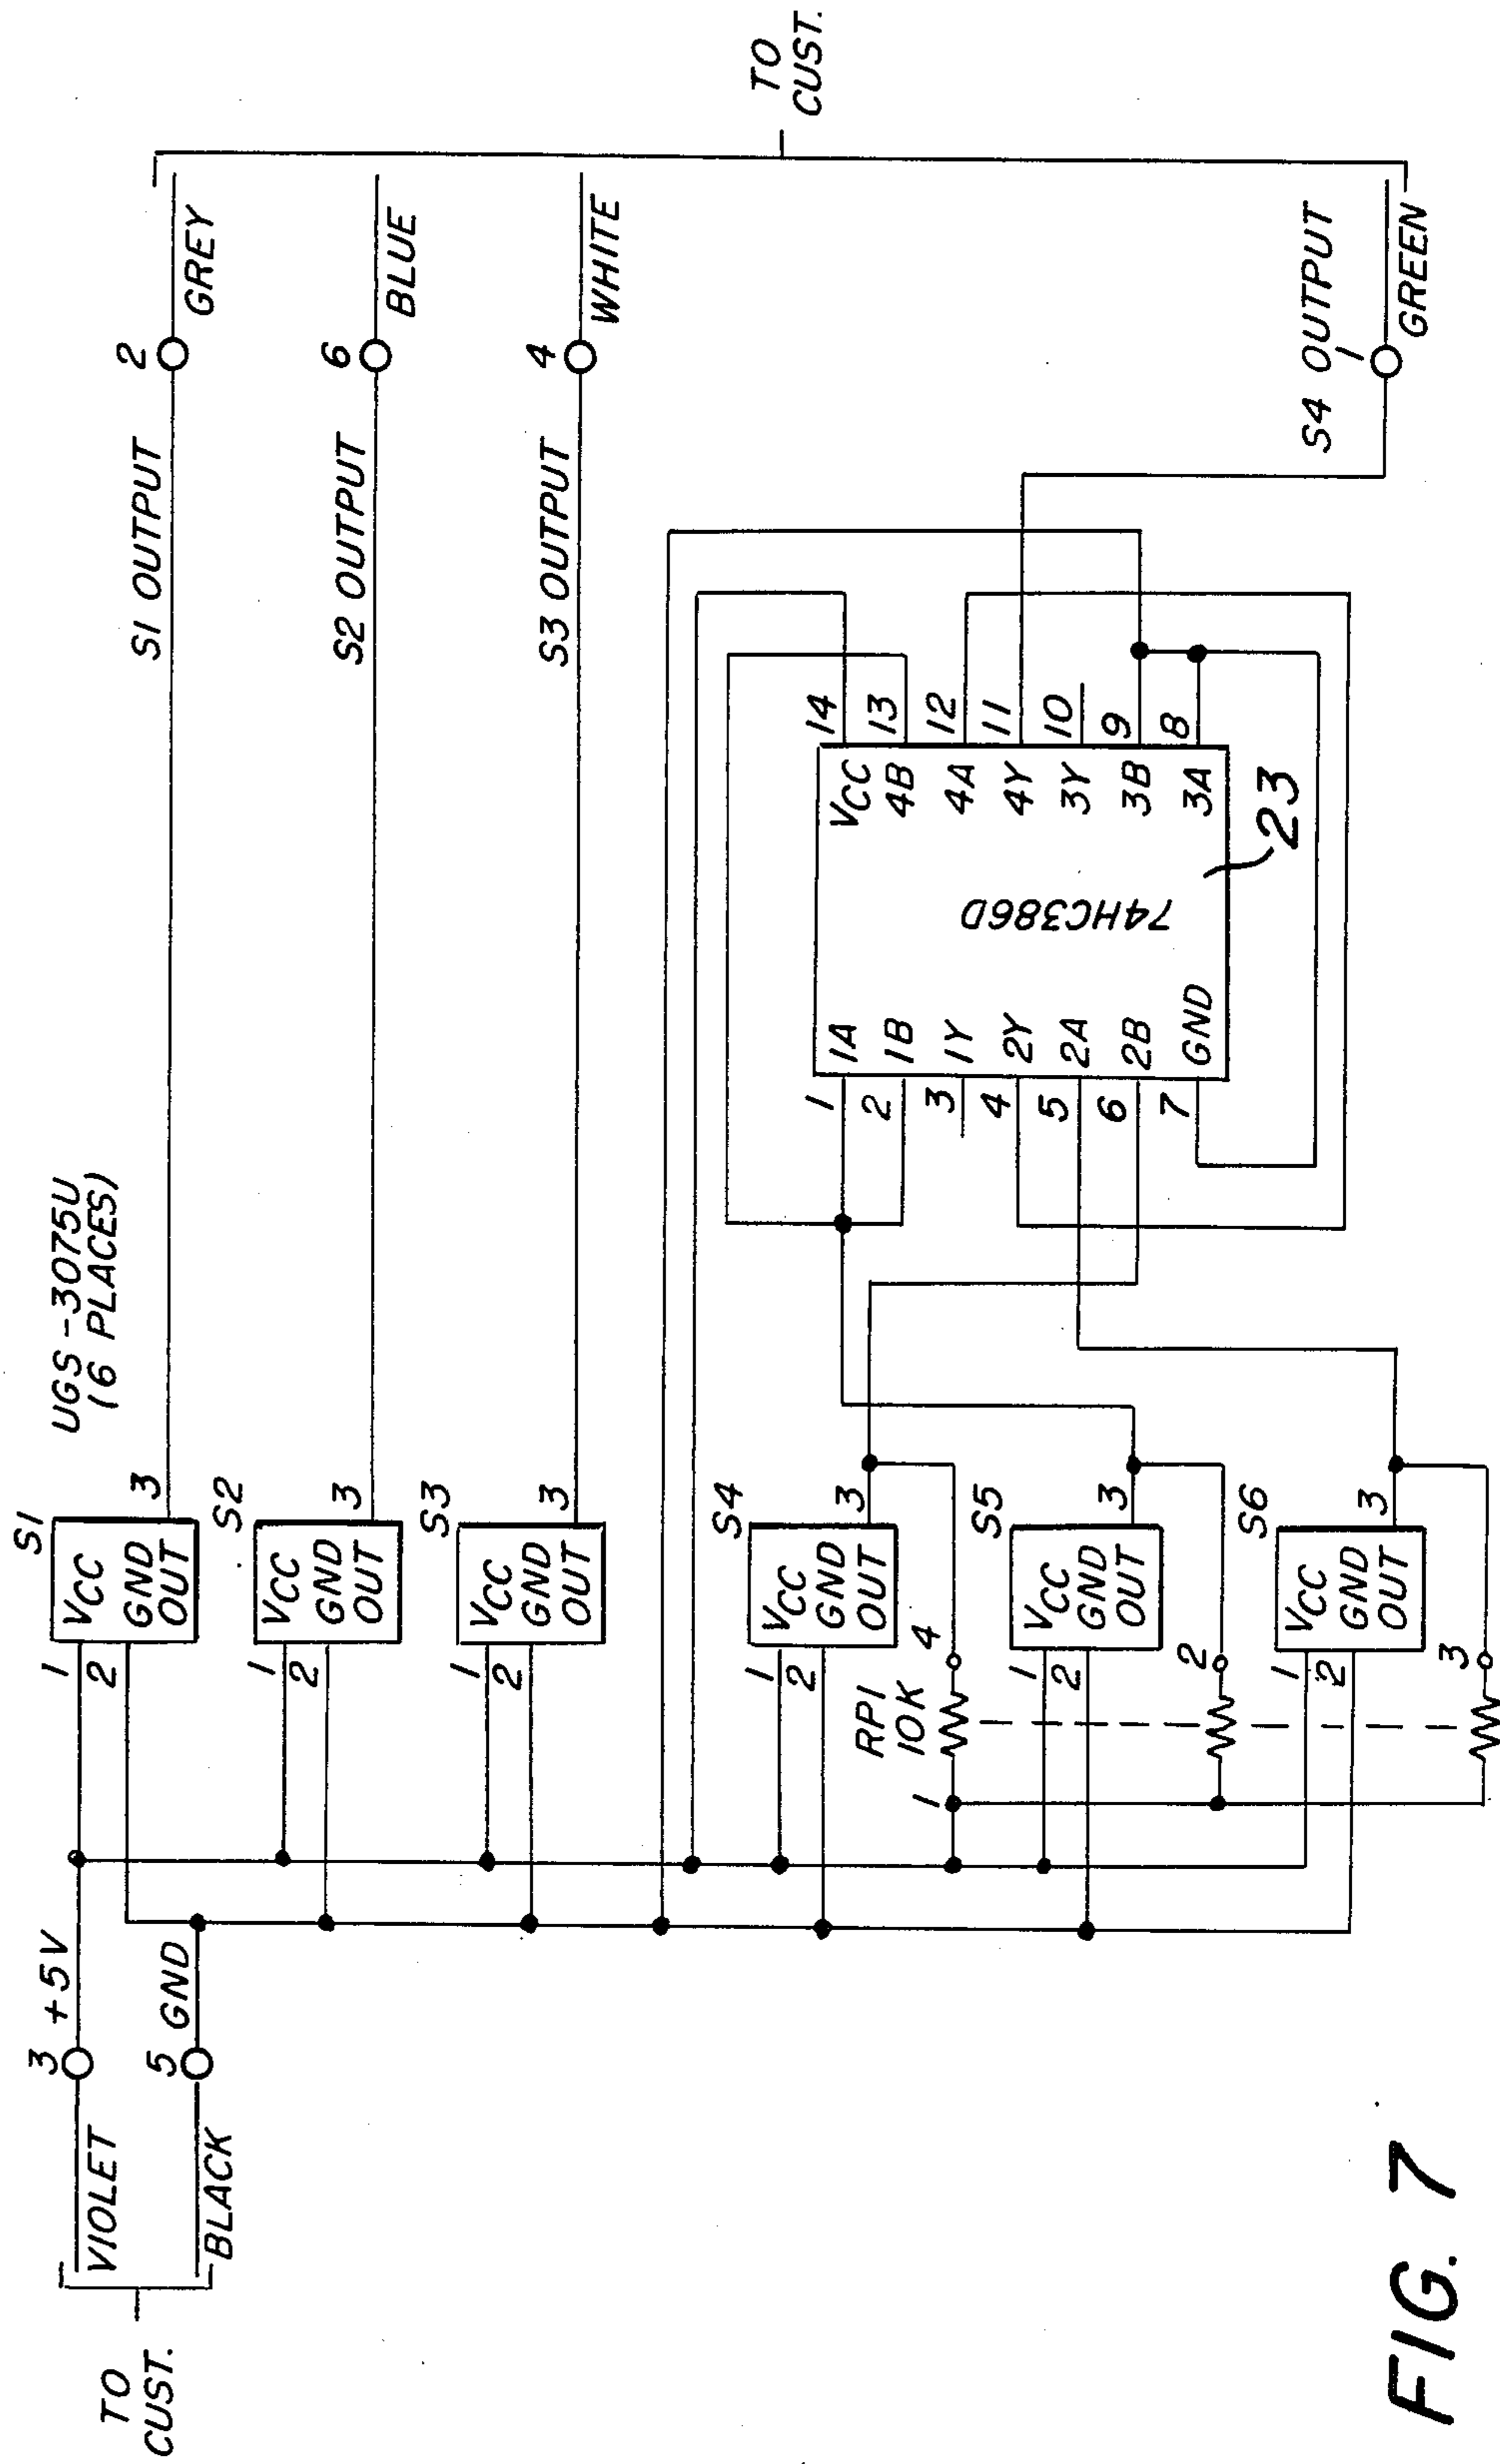 TO
CUST.
VIOLET
BLACK
3
+5V
5
GND
UGS-3075U
(6 PLACES)
S1
1
2
VCC
GND
OUT
3
S1 OUTPUT
2
GREY
S2
1
2
VCC
GND
OUT
3
S2 OUTPUT
6
BLUE
S3
1
2
VCC
GND
OUT
3
S3 OUTPUT
4
WHITE
TO
CUST.
S4
1
2
VCC
GND
OUT
3
RP1
10K
1
4
S5
1
2
VCC
GND
OUT
3
2
S6
1
2
VCC
GND
OUT
3
3
1
2
3
4
5
6
7
1A
1B
1Y
2Y
2A
2B
GND
74HC386D
VCC
4B
4A
4Y
3Y
3B
3A
14
13
12
11
10
9
8
23
S4 OUTPUT
1
GREEN
FIG. 7